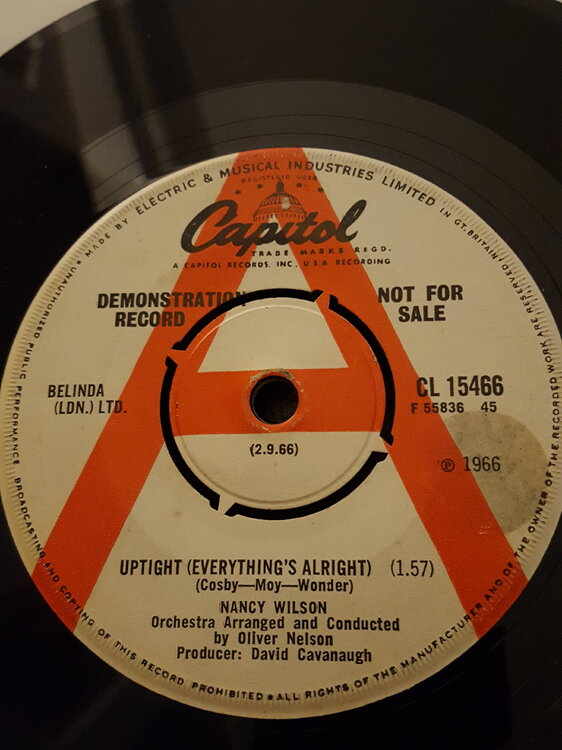 MADE BY ELECTRIC & MUSICAL INDUSTRIES LIMITED IN GT. BRITAIN • ALL RIGHTS OF THE MANUFACTURER AND OF THE OWNER OF THE RECORDED WORK ARE RESERVED
UNAUTHORIZED PUBLIC PERFORMANCE, BROADCASTING AND COPYING OF THIS RECORD PROHIBITED •
REGISTERED USER
Capitol
TRADE MARKS REGD.
A CAPITOL RECORDS, INC., U.S.A. RECORDING
DEMONSTRATION RECORD
NOT FOR SALE
BELINDA
(LDN.) LTD.
CL 15466
F 55836 45
(2.9.66)
℗ 1966
UPTIGHT (EVERYTHING'S ALRIGHT) (1.57)
(Cosby—Moy—Wonder)
NANCY WILSON
Orchestra Arranged and Conducted
by Oliver Nelson
Producer: David Cavanaugh